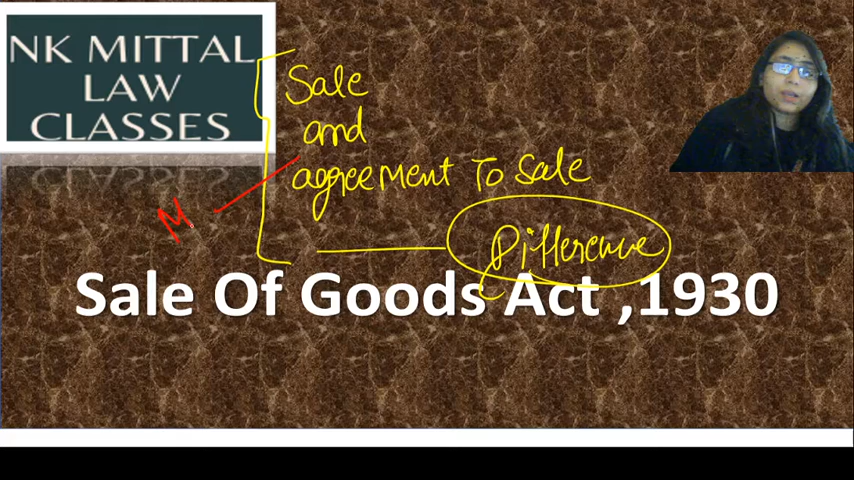 NK MITTAL
LAW
CLASSES
Sale
and
agreement To sale
Difference
M
Sale Of Goods Act ,1930